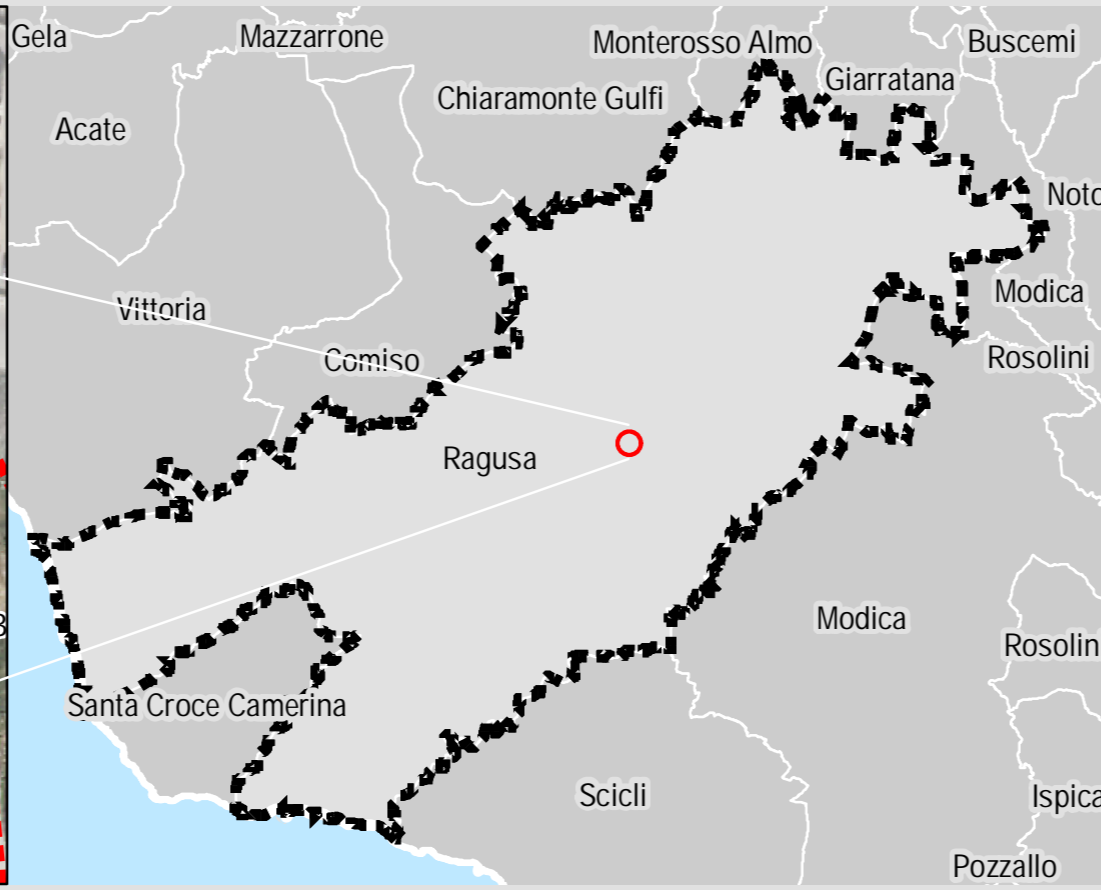 Gela
Mazzarrone
Monterosso Almo
Buscemi
Giarratana
Chiaramonte Gulfi
Acate
Noto
Modica
Vittoria
Comiso
Rosolini
Ragusa
Modica
Rosolin
Santa Croce Camerina
Scicli
Ispica
Pozzallo